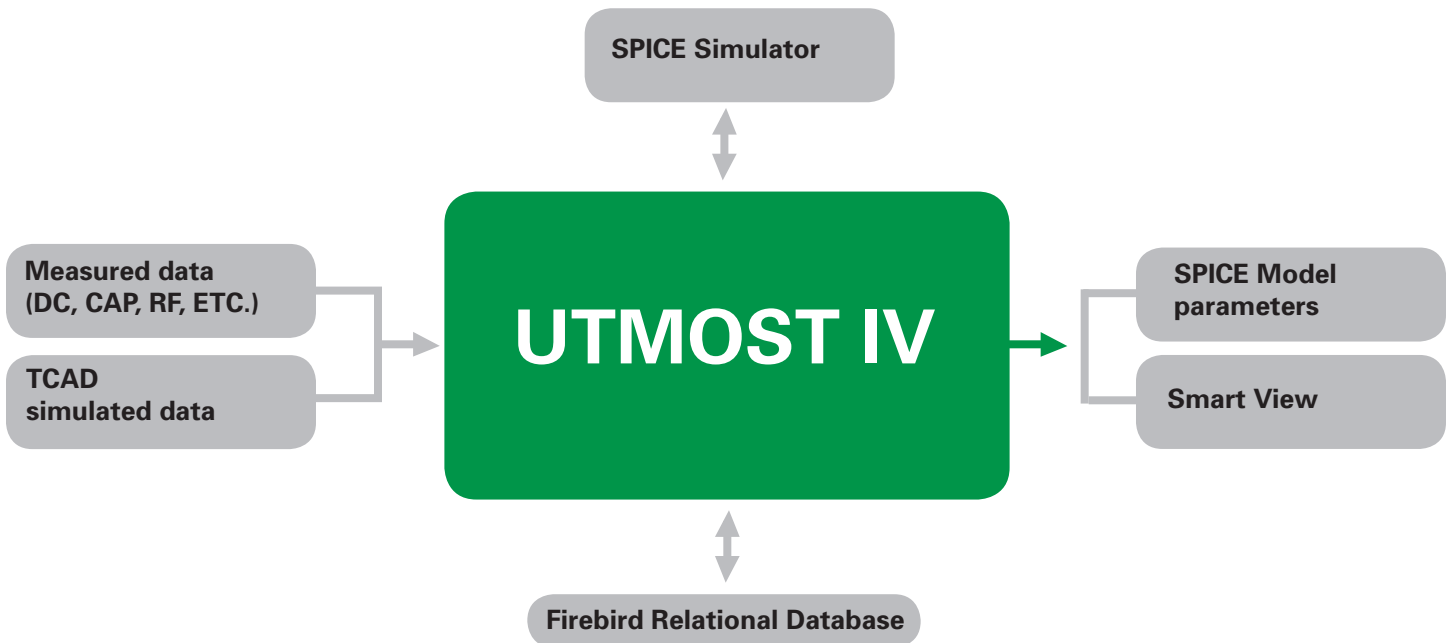 SPICE Simulator
Measured data
(DC, CAP, RF, ETC.)
TCAD
simulated data
UTMOST IV
SPICE Model
parameters
Smart View
Firebird Relational Database